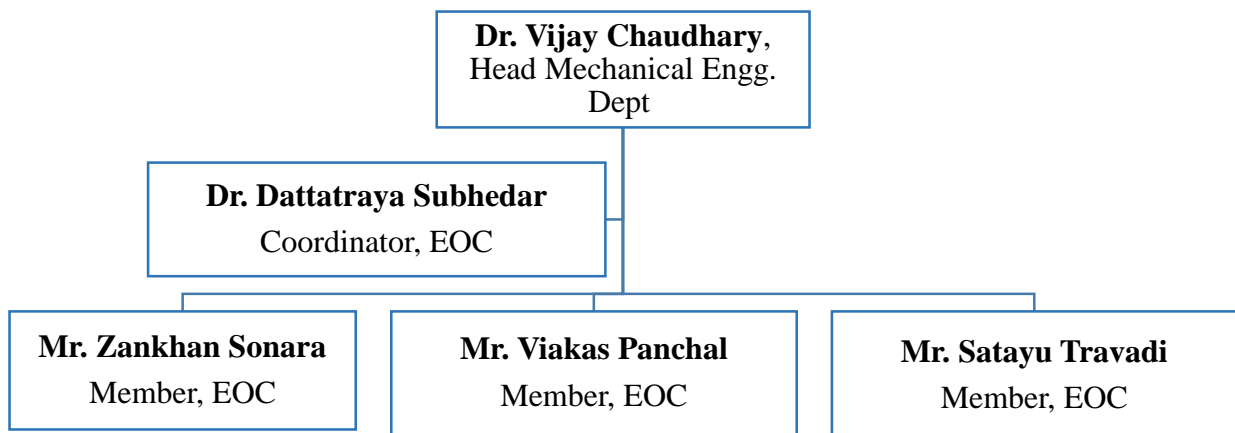 Dr. Vijay Chaudhary,
Head Mechanical Engg.
Dept
Dr. Dattatraya Subhedar
Coordinator, EOC
Mr. Zankhan Sonara
Member, EOC
Mr. Viakas Panchal
Member, EOC
Mr. Satayu Travadi
Member, EOC